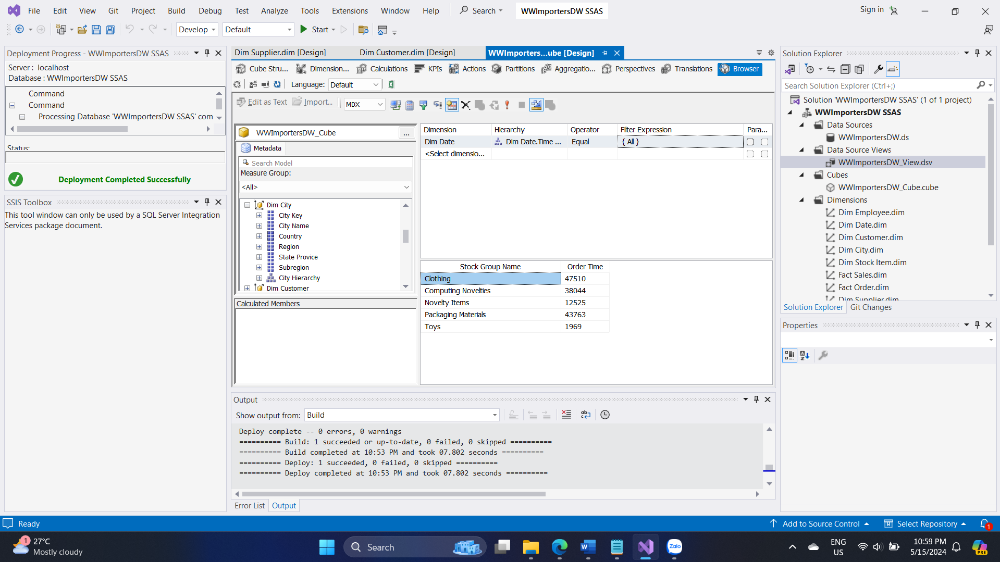 File Edit View Git Project Build Debug Test Analyze Tools Extensions Window Help Search WWImportersDW SSAS Sign in
Develop Default Start
Deployment Progress - WWImportersDW SSAS
Server : localhost
Database : WWImportersDW SSAS
Command
Command
Processing Database 'WWImportersDW SSAS' com
Status:
Deployment Completed Successfully
SSIS Toolbox
This tool window can only be used by a SQL Server Integration
Services package document.
Dim Supplier.dim [Design] Dim Customer.dim [Design] WWImporters...ube [Design]
Cube Stru... Dimension... Calculations KPIs Actions Partitions Aggregatio... Perspectives Translations Browser
Language: Default
Edit as Text Import... MDX
WWImportersDW_Cube ...
Metadata
Search Model
Measure Group:
<All>
Dim City
City Key
City Name
Country
Region
State Provice
Subregion
City Hierarchy
Dim Customer
Calculated Members
Dimension Hierarchy Operator Filter Expression Para...
Dim Date Dim Date.Time ... Equal { All }
<Select dimensio...
Stock Group Name Order Time
Clothing 47510
Computing Novelties 38044
Novelty Items 12525
Packaging Materials 43763
Toys 1969
Output
Show output from: Build
Deploy complete -- 0 errors, 0 warnings
========== Build: 1 succeeded or up-to-date, 0 failed, 0 skipped ==========
========== Build completed at 10:53 PM and took 07.802 seconds ==========
========== Deploy: 1 succeeded, 0 failed, 0 skipped ==========
========== Deploy completed at 10:53 PM and took 07.802 seconds ==========
Error List Output
Solution Explorer
Search Solution Explorer (Ctrl+;)
Solution 'WWImportersDW SSAS' (1 of 1 project)
WWImportersDW SSAS
Data Sources
WWImportersDW.ds
Data Source Views
WWImportersDW_View.dsv
Cubes
WWImportersDW_Cube.cube
Dimensions
Dim Employee.dim
Dim Date.dim
Dim Customer.dim
Dim City.dim
Dim Stock Item.dim
Fact Sales.dim
Fact Order.dim
Dim Supplier.dim
Solution Explorer Git Changes
Properties
Ready Add to Source Control Select Repository 1
1 27°C
Mostly cloudy
Search
Zalo
ENG
US
10:59 PM
5/15/2024
PRE